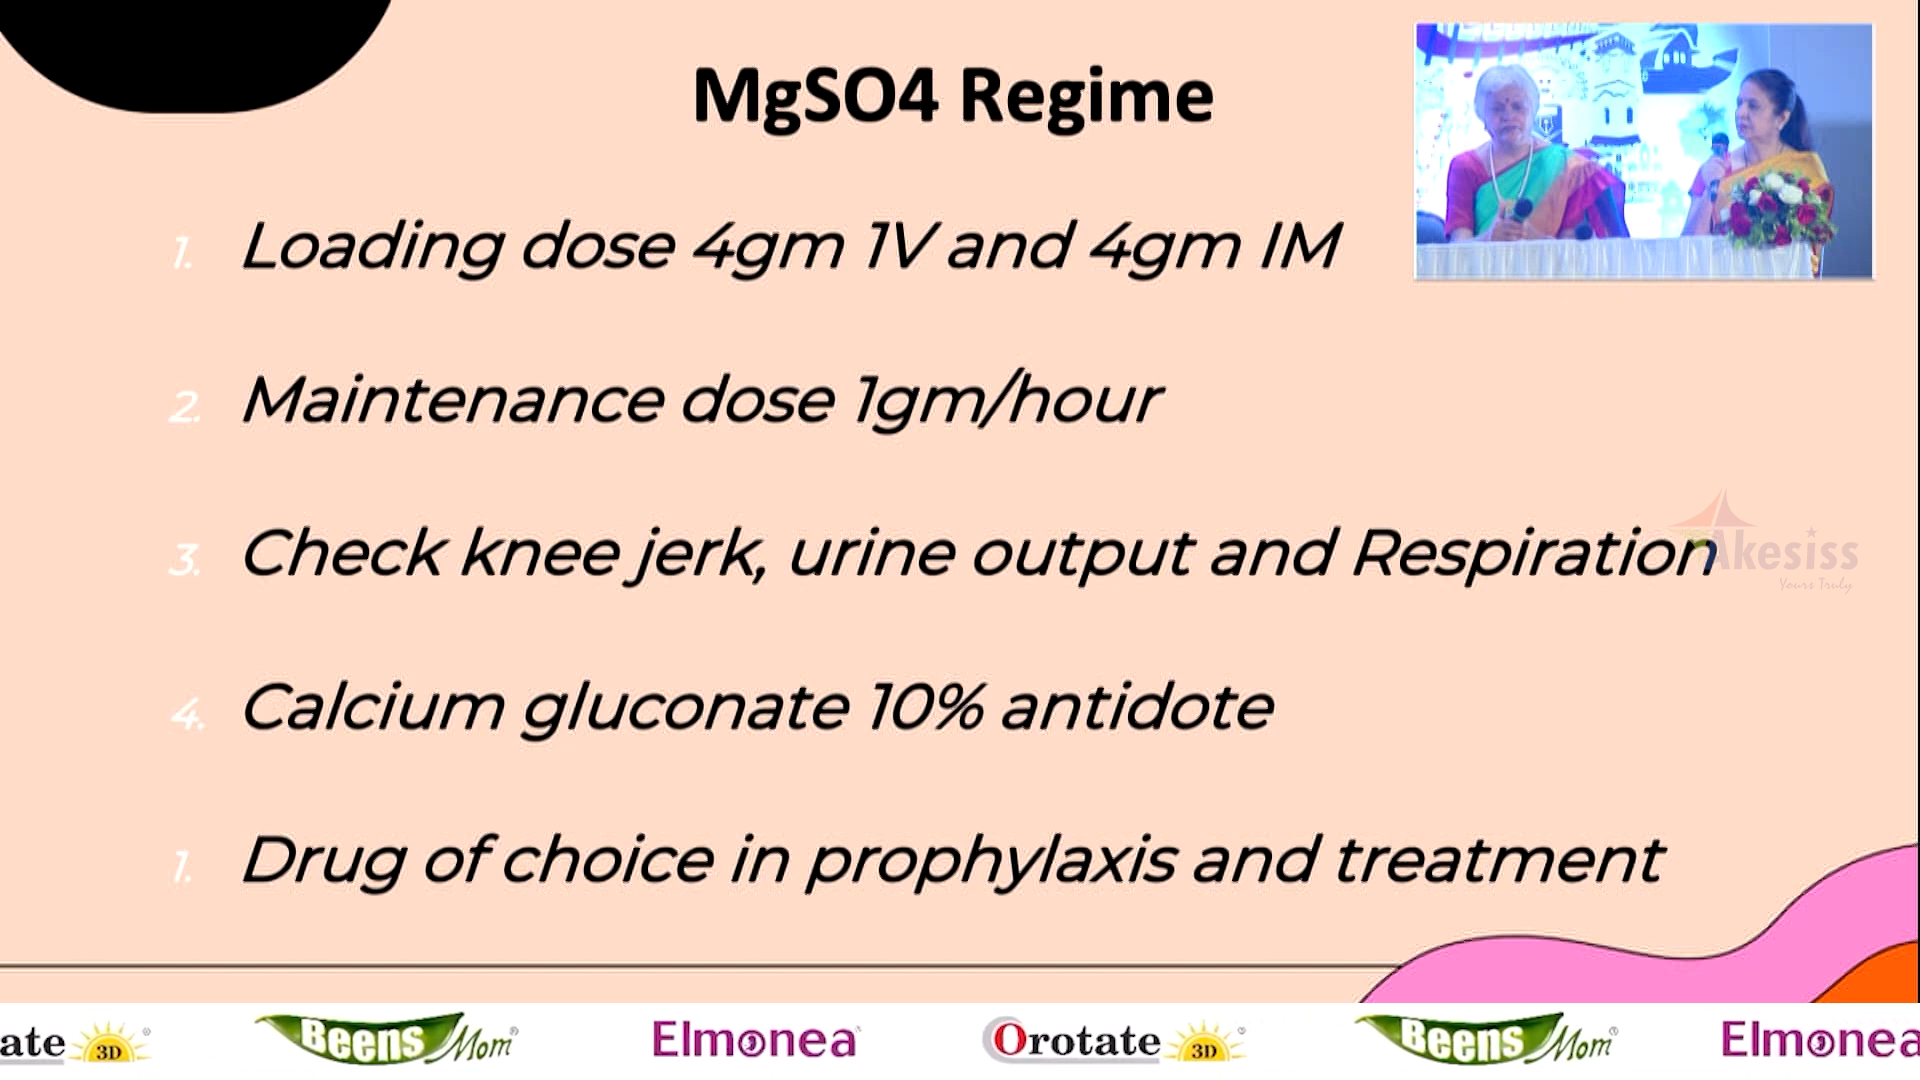 MgSO4 Regime
1. Loading dose 4gm 1V and 4gm IM
2. Maintenance dose 1gm/hour
3. Check knee jerk, urine output and Respiration
Akesiss
Yours Truly
4. Calcium gluconate 10% antidote
1. Drug of choice in prophylaxis and treatment
ate 3D Beens Mom Elmonea Orotate 3D Beens Mom Elmonea